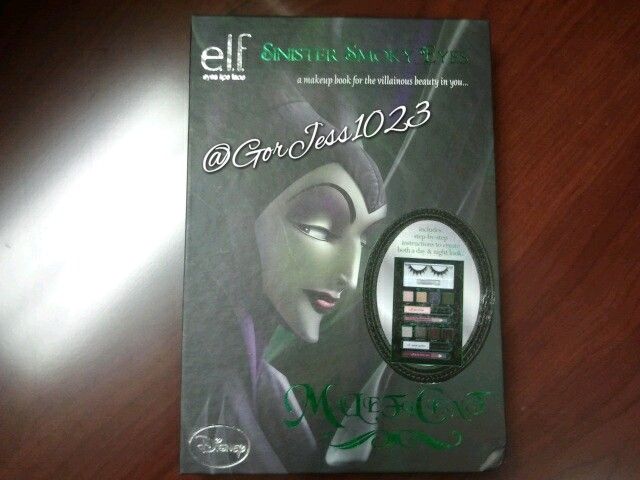 e.l.f.
eyes lips face
SINISTER SMOKY EYES
a makeup book for the villainous beauty in you...
@GorJess1023
includes
step-by-step
instructions to create
both a day & night look.
MALEFICENT
DISNEY